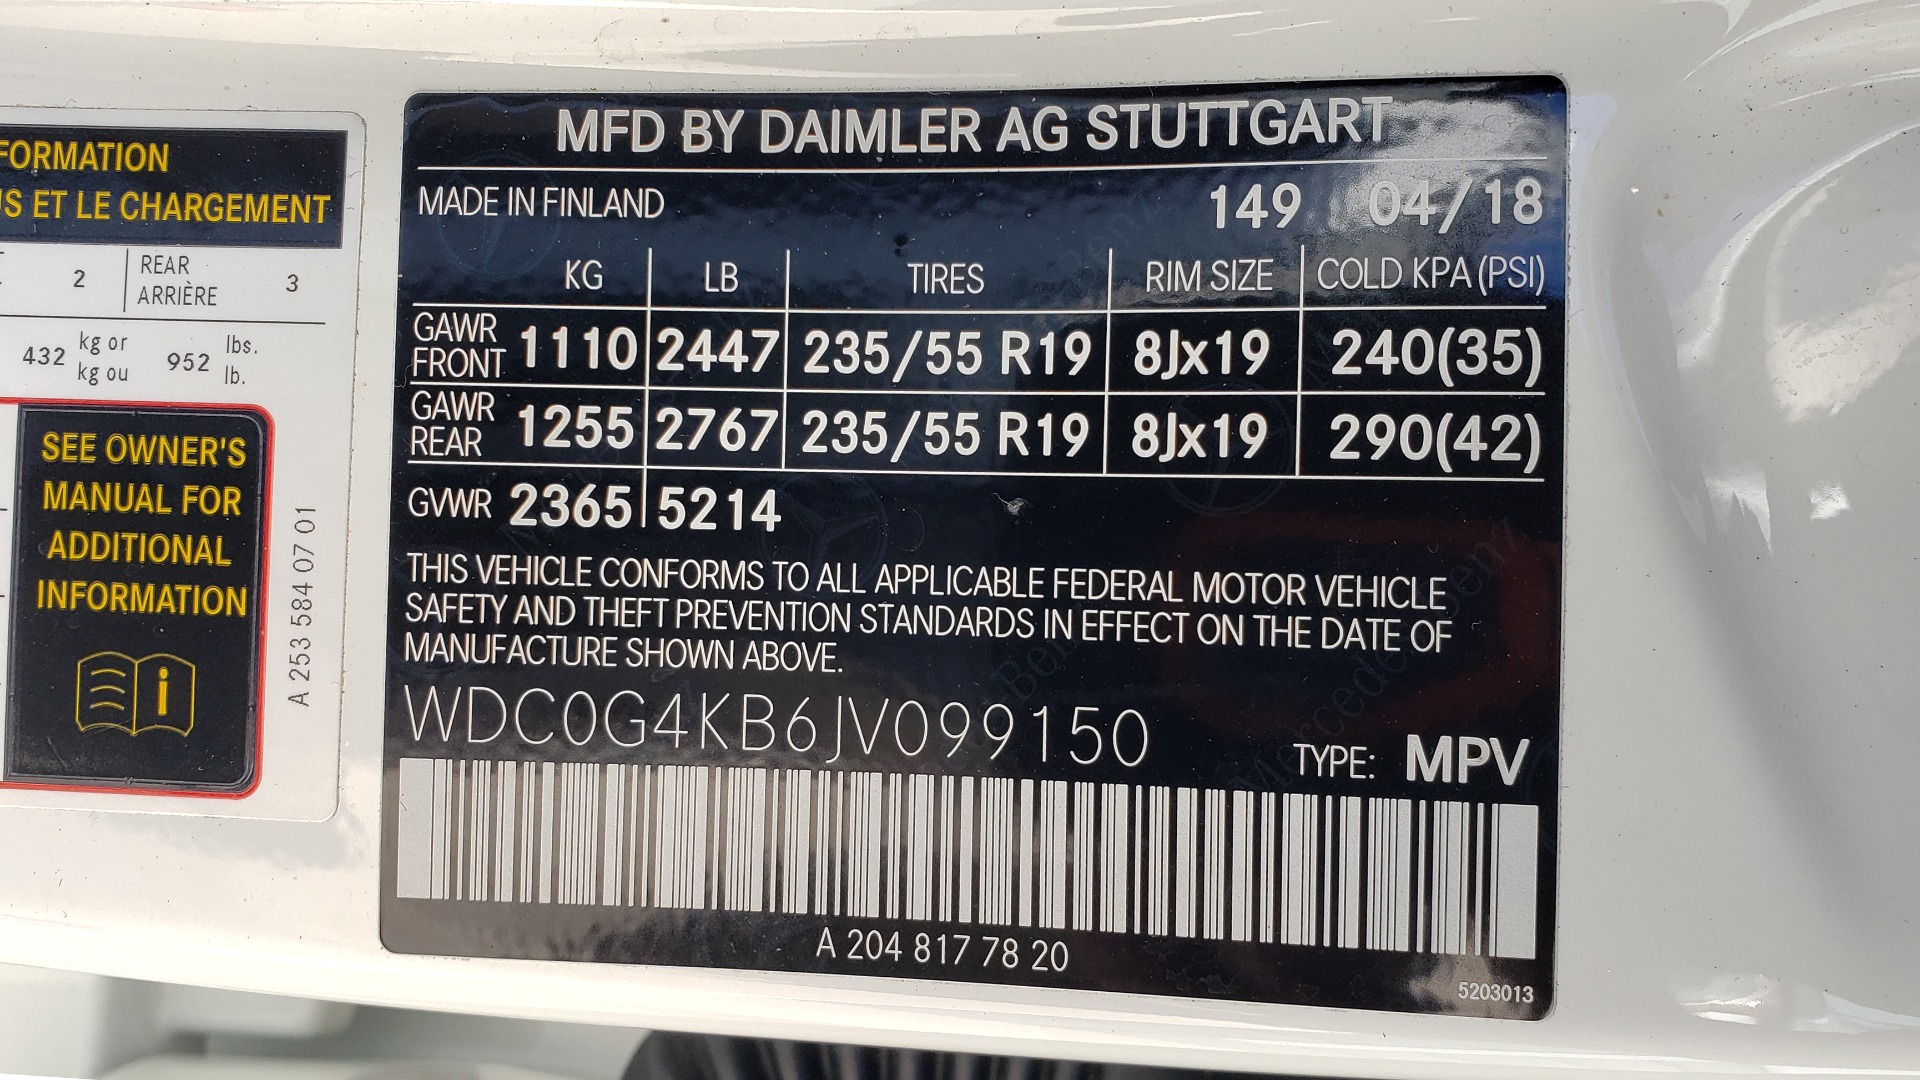 FORMATION
US ET LE CHARGEMENT
2 REAR 3
ARRIÈRE
432 kg or 952 lbs.
kg ou lb.
SEE OWNER'S
MANUAL FOR
ADDITIONAL
INFORMATION
i
A 253 584 07 01
MFD BY DAIMLER AG STUTTGART
MADE IN FINLAND 149 04/18
KG LB TIRES RIM SIZE COLD KPA (PSI)
GAWR FRONT 1110 2447 235/55 R19 8Jx19 240(35)
GAWR REAR 1255 2767 235/55 R19 8Jx19 290(42)
GVWR 2365 5214
THIS VEHICLE CONFORMS TO ALL APPLICABLE FEDERAL MOTOR VEHICLE
SAFETY AND THEFT PREVENTION STANDARDS IN EFFECT ON THE DATE OF
MANUFACTURE SHOWN ABOVE.
WDC0G4KB6JV099150 TYPE: MPV
A 204 817 78 20
5203013